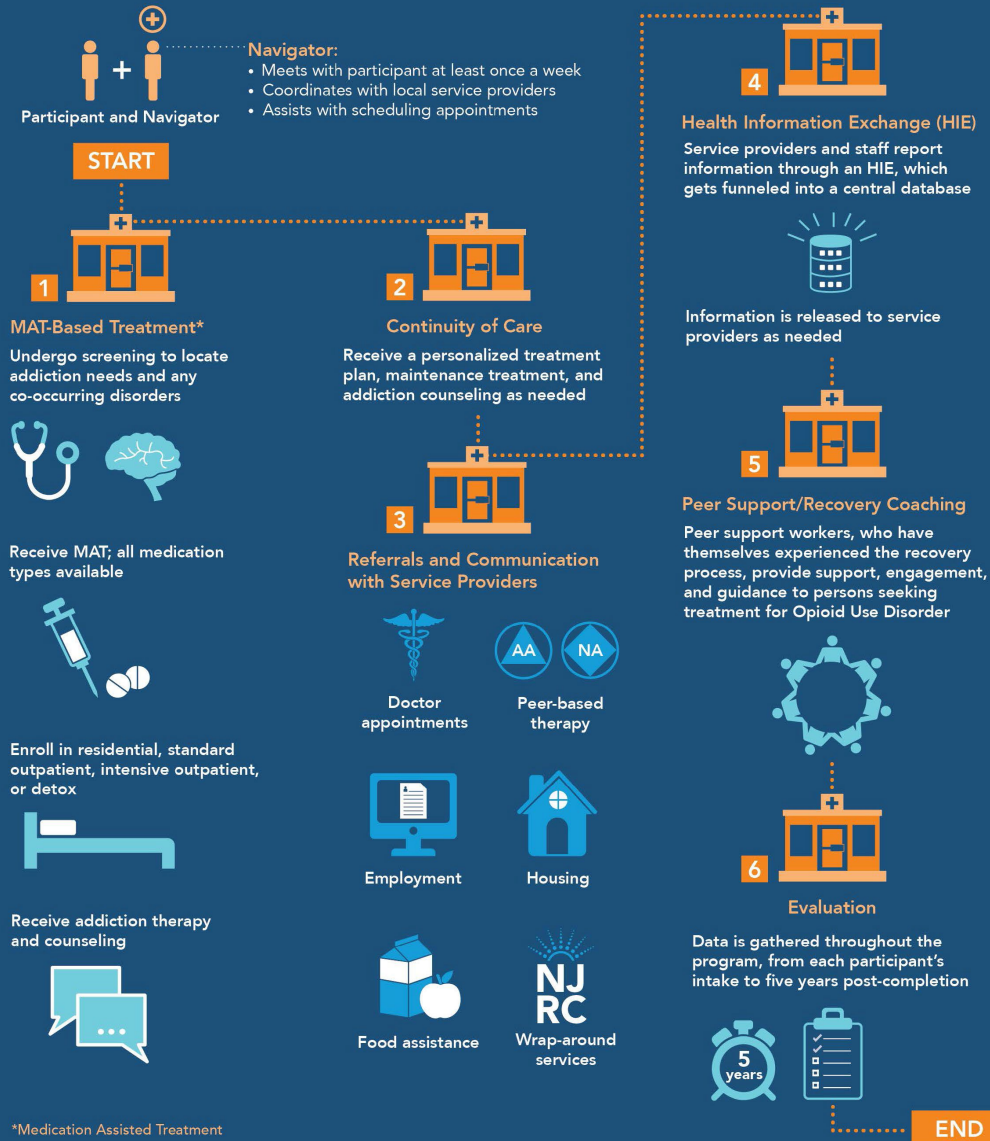 Navigator:
• Meets with participant at least once a week
• Coordinates with local service providers
• Assists with scheduling appointments
Participant and Navigator
START
1
MAT-Based Treatment*
Undergo screening to locate
addiction needs and any
co-occurring disorders
Receive MAT; all medication
types available
Enroll in residential, standard
outpatient, intensive outpatient,
or detox
Receive addiction therapy
and counseling
2
Continuity of Care
Receive a personalized treatment
plan, maintenance treatment, and
addiction counseling as needed
3
Referrals and Communication
with Service Providers
Doctor
appointments
AA
NA
Peer-based
therapy
Employment
Housing
Food assistance
NJ
RC
Wrap-around
services
4
Health Information Exchange (HIE)
Service providers and staff report
information through an HIE, which
gets funneled into a central database
Information is released to service
providers as needed
5
Peer Support/Recovery Coaching
Peer support workers, who have
themselves experienced the recovery
process, provide support, engagement,
and guidance to persons seeking
treatment for Opioid Use Disorder
6
Evaluation
Data is gathered throughout the
program, from each participant's
intake to five years post-completion
5
years
END
*Medication Assisted Treatment